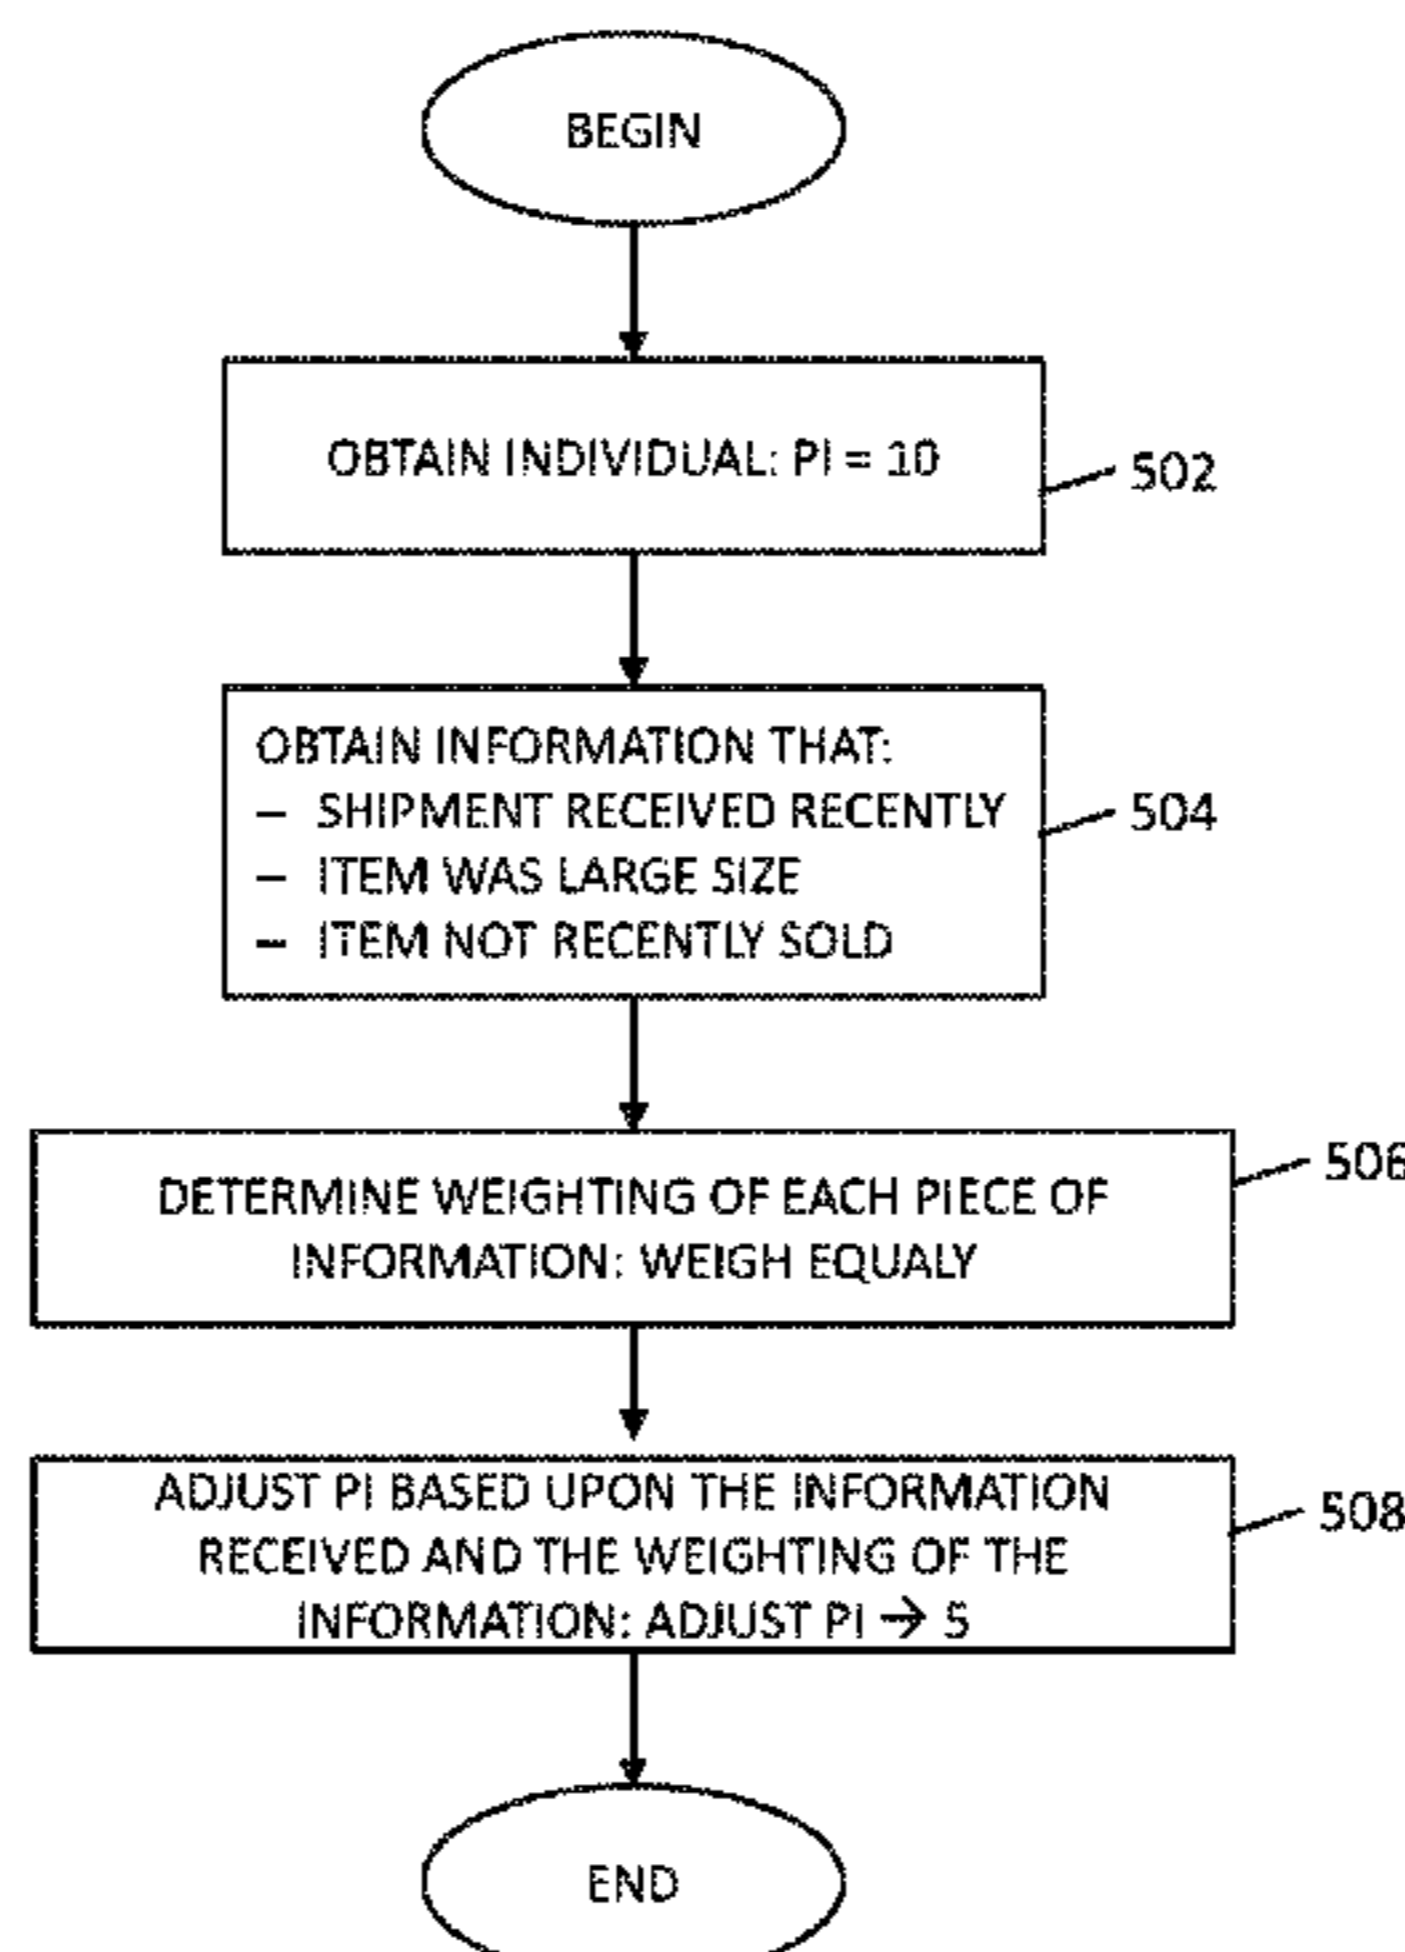 BEGIN
OBTAIN INDIVIDUAL: PI = 10
502
OBTAIN INFORMATION THAT:
– SHIPMENT RECEIVED RECENTLY
– ITEM WAS LARGE SIZE
– ITEM NOT RECENTLY SOLD
504
DETERMINE WEIGHTING OF EACH PIECE OF
INFORMATION: WEIGH EQUALY
506
ADJUST PI BASED UPON THE INFORMATION
RECEIVED AND THE WEIGHTING OF THE
INFORMATION: ADJUST PI → 5
508
END